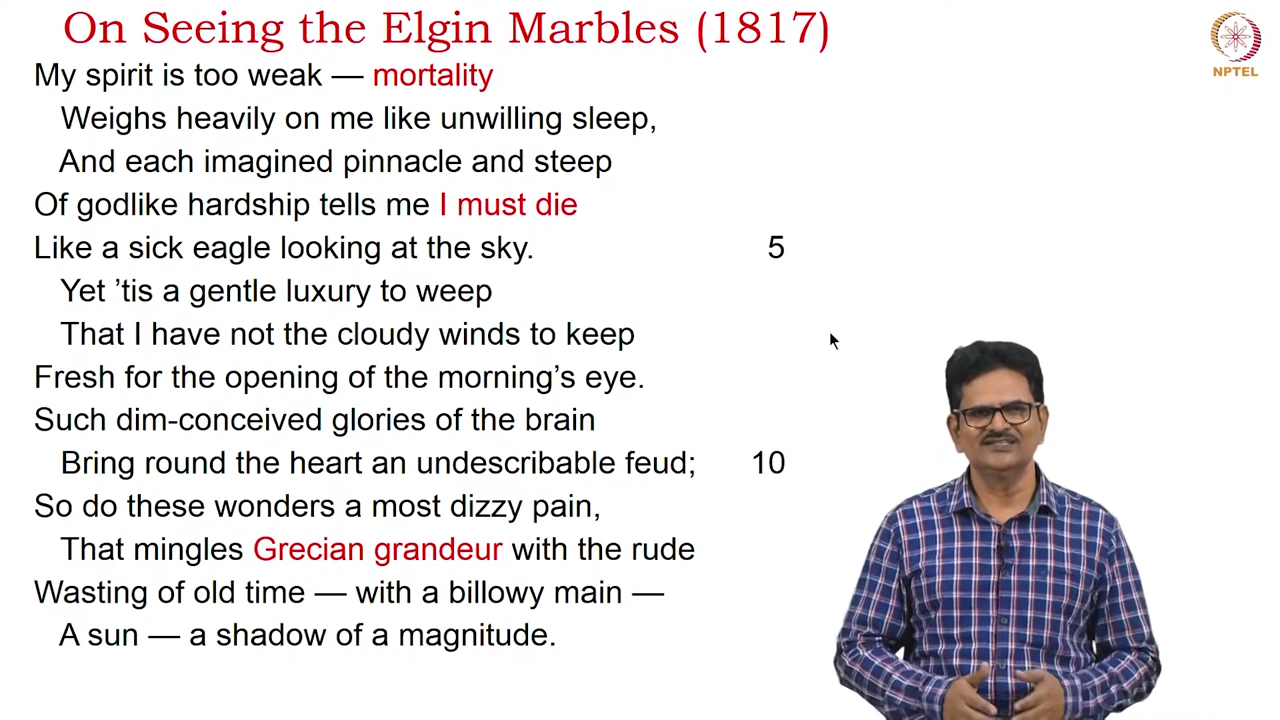 On Seeing the Elgin Marbles (1817)
NPTEL
My spirit is too weak — mortality
Weighs heavily on me like unwilling sleep,
And each imagined pinnacle and steep
Of godlike hardship tells me I must die
Like a sick eagle looking at the sky. 5
Yet ’tis a gentle luxury to weep
That I have not the cloudy winds to keep
Fresh for the opening of the morning’s eye.
Such dim-conceived glories of the brain
Bring round the heart an undescribable feud; 10
So do these wonders a most dizzy pain,
That mingles Grecian grandeur with the rude
Wasting of old time — with a billowy main —
A sun — a shadow of a magnitude.